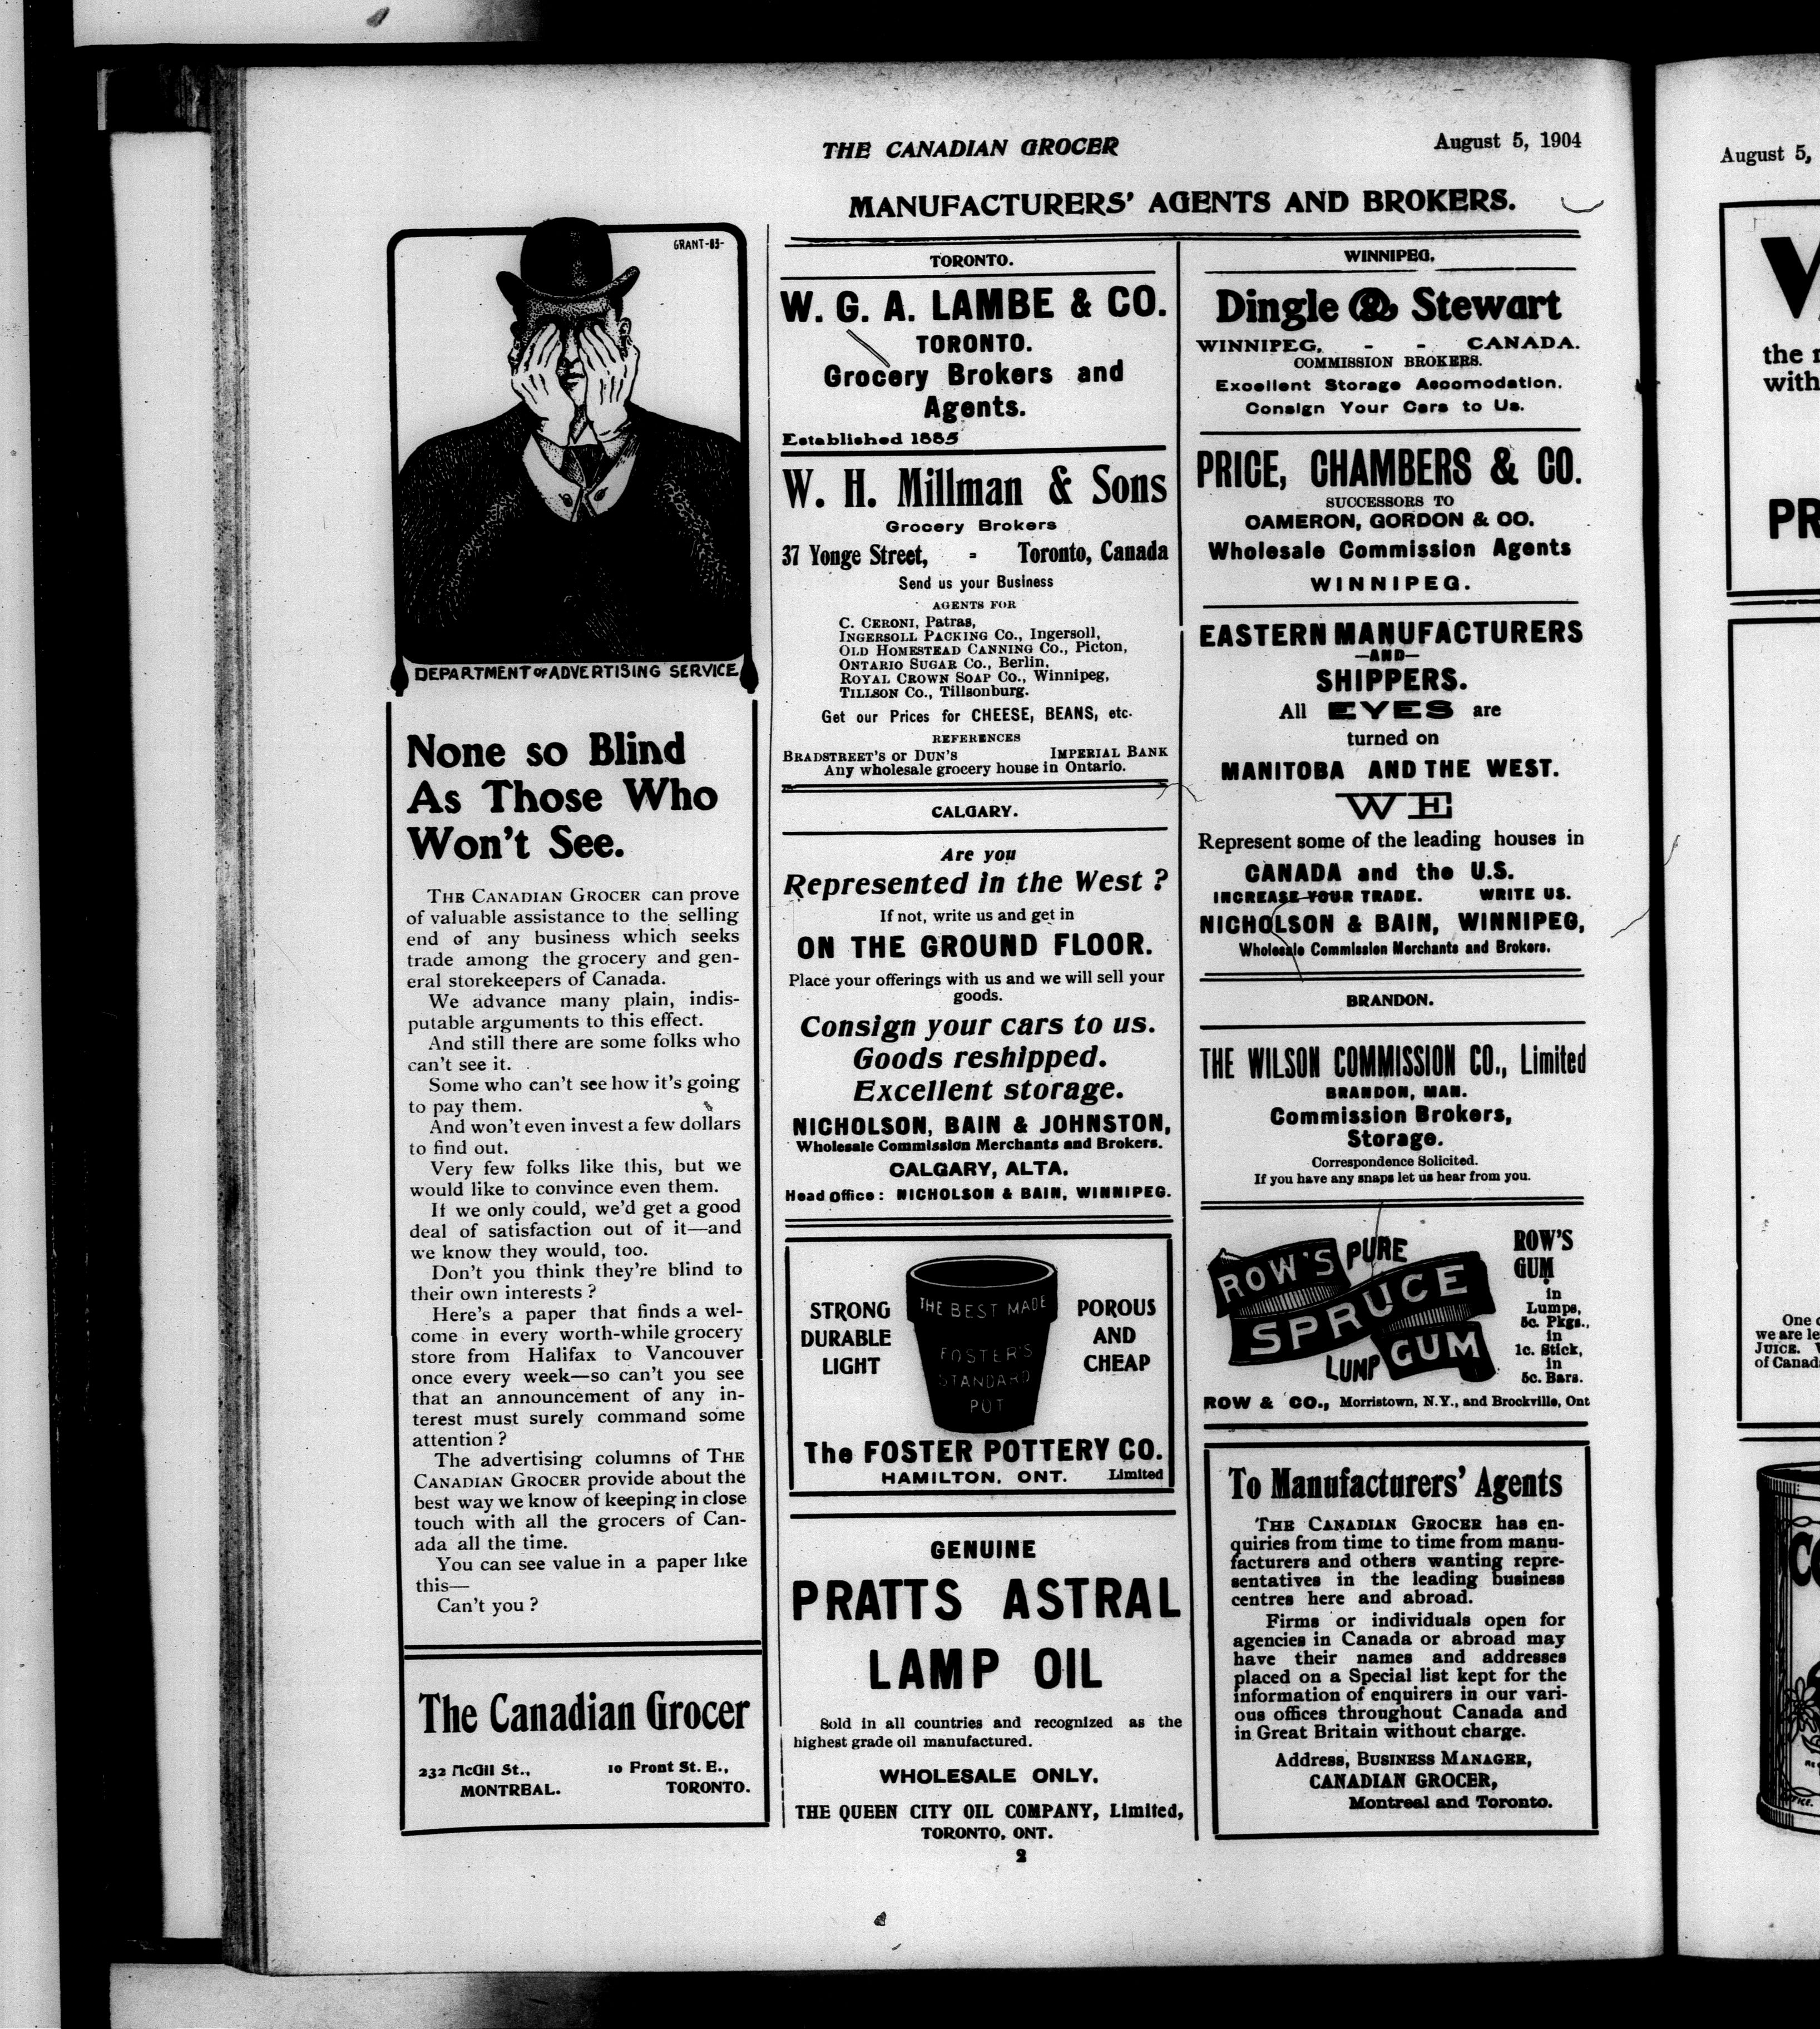 THE CANADIAN GROCER
August 5, 1904
MANUFACTURERS' AGENTS AND BROKERS.
GRANT-03-
DEPARTMENT OF ADVERTISING SERVICE
None so Blind
As Those Who
Won't See.
THE CANADIAN GROCER can prove
of valuable assistance to the selling
end of any business which seeks
trade among the grocery and gen-
eral storekeepers of Canada.
We advance many plain, indis-
putable arguments to this effect.
And still there are some folks who
can't see it.
Some who can't see how it's going
to pay them.
And won't even invest a few dollars
to find out.
Very few folks like this, but we
would like to convince even them.
If we only could, we'd get a good
deal of satisfaction out of it—and
we know they would, too.
Don't you think they're blind to
their own interests?
Here's a paper that finds a wel-
come in every worth-while grocery
store from Halifax to Vancouver
once every week—so can't you see
that an announcement of any in-
terest must surely command some
attention?
The advertising columns of THE
CANADIAN GROCER provide about the
best way we know of keeping in close
touch with all the grocers of Can-
ada all the time.
You can see value in a paper like
this—
Can't you?
The Canadian Grocer
232 McGill St., 10 Front St. E.,
MONTREAL. TORONTO.
TORONTO.
W. G. A. LAMBE & CO.
TORONTO.
Grocery Brokers and
Agents.
Established 1885
W. H. Millman & Sons
Grocery Brokers
37 Yonge Street, - Toronto, Canada
Send us your Business
AGENTS FOR
C. CERONI, Patras,
INGERSOLL PACKING Co., Ingersoll,
OLD HOMESTEAD CANNING Co., Picton,
ONTARIO SUGAR Co., Berlin,
ROYAL CROWN SOAP Co., Winnipeg,
TILLSON Co., Tillsonburg.
Get our Prices for CHEESE, BEANS, etc.
REFERENCES
BRADSTREET'S or DUN'S IMPERIAL BANK
Any wholesale grocery house in Ontario.
CALGARY.
Are you
Represented in the West?
If not, write us and get in
ON THE GROUND FLOOR.
Place your offerings with us and we will sell your
goods.
Consign your cars to us.
Goods reshipped.
Excellent storage.
NICHOLSON, BAIN & JOHNSTON,
Wholesale Commission Merchants and Brokers.
CALGARY, ALTA.
Head Office: NICHOLSON & BAIN, WINNIPEG.
STRONG
DURABLE
LIGHT
THE BEST MADE
FOSTER'S
STANDARD
POT
POROUS
AND
CHEAP
The FOSTER POTTERY CO.
HAMILTON, ONT. Limited
GENUINE
PRATTS ASTRAL
LAMP OIL
Sold in all countries and recognized as the
highest grade oil manufactured.
WHOLESALE ONLY.
THE QUEEN CITY OIL COMPANY, Limited,
TORONTO, ONT.
2
WINNIPEG.
Dingle & Stewart
WINNIPEG, - - CANADA.
COMMISSION BROKERS.
Excellent Storage Accomodation.
Consign Your Cars to Us.
PRICE, CHAMBERS & CO.
SUCCESSORS TO
CAMERON, GORDON & CO.
Wholesale Commission Agents
WINNIPEG.
EASTERN MANUFACTURERS
—AND—
SHIPPERS.
All EYES are
turned on
MANITOBA AND THE WEST.
WE
Represent some of the leading houses in
CANADA and the U.S.
INCREASE YOUR TRADE. WRITE US.
NICHOLSON & BAIN, WINNIPEG,
Wholesale Commission Merchants and Brokers.
BRANDON.
THE WILSON COMMISSION CO., Limited
BRANDON, MAN.
Commission Brokers,
Storage.
Correspondence Solicited.
If you have any snaps let us hear from you.
ROW'S PURE
SPRUCE
LUMP GUM
ROW'S
GUM
in
Lumps,
5c. Pkgs.,
in
1c. Stick,
in
5c. Bars.
ROW & CO., Morristown, N.Y., and Brockville, Ont
To Manufacturers' Agents
THE CANADIAN GROCER has en-
quiries from time to time from manu-
facturers and others wanting repre-
sentatives in the leading business
centres here and abroad.
Firms or individuals open for
agencies in Canada or abroad may
have their names and addresses
placed on a Special list kept for the
information of enquirers in our vari-
ous offices throughout Canada and
in Great Britain without charge.
Address, BUSINESS MANAGER,
CANADIAN GROCER,
Montreal and Toronto.
August 5,
the
with
PR
One
we are le
JUICE.
of Canad